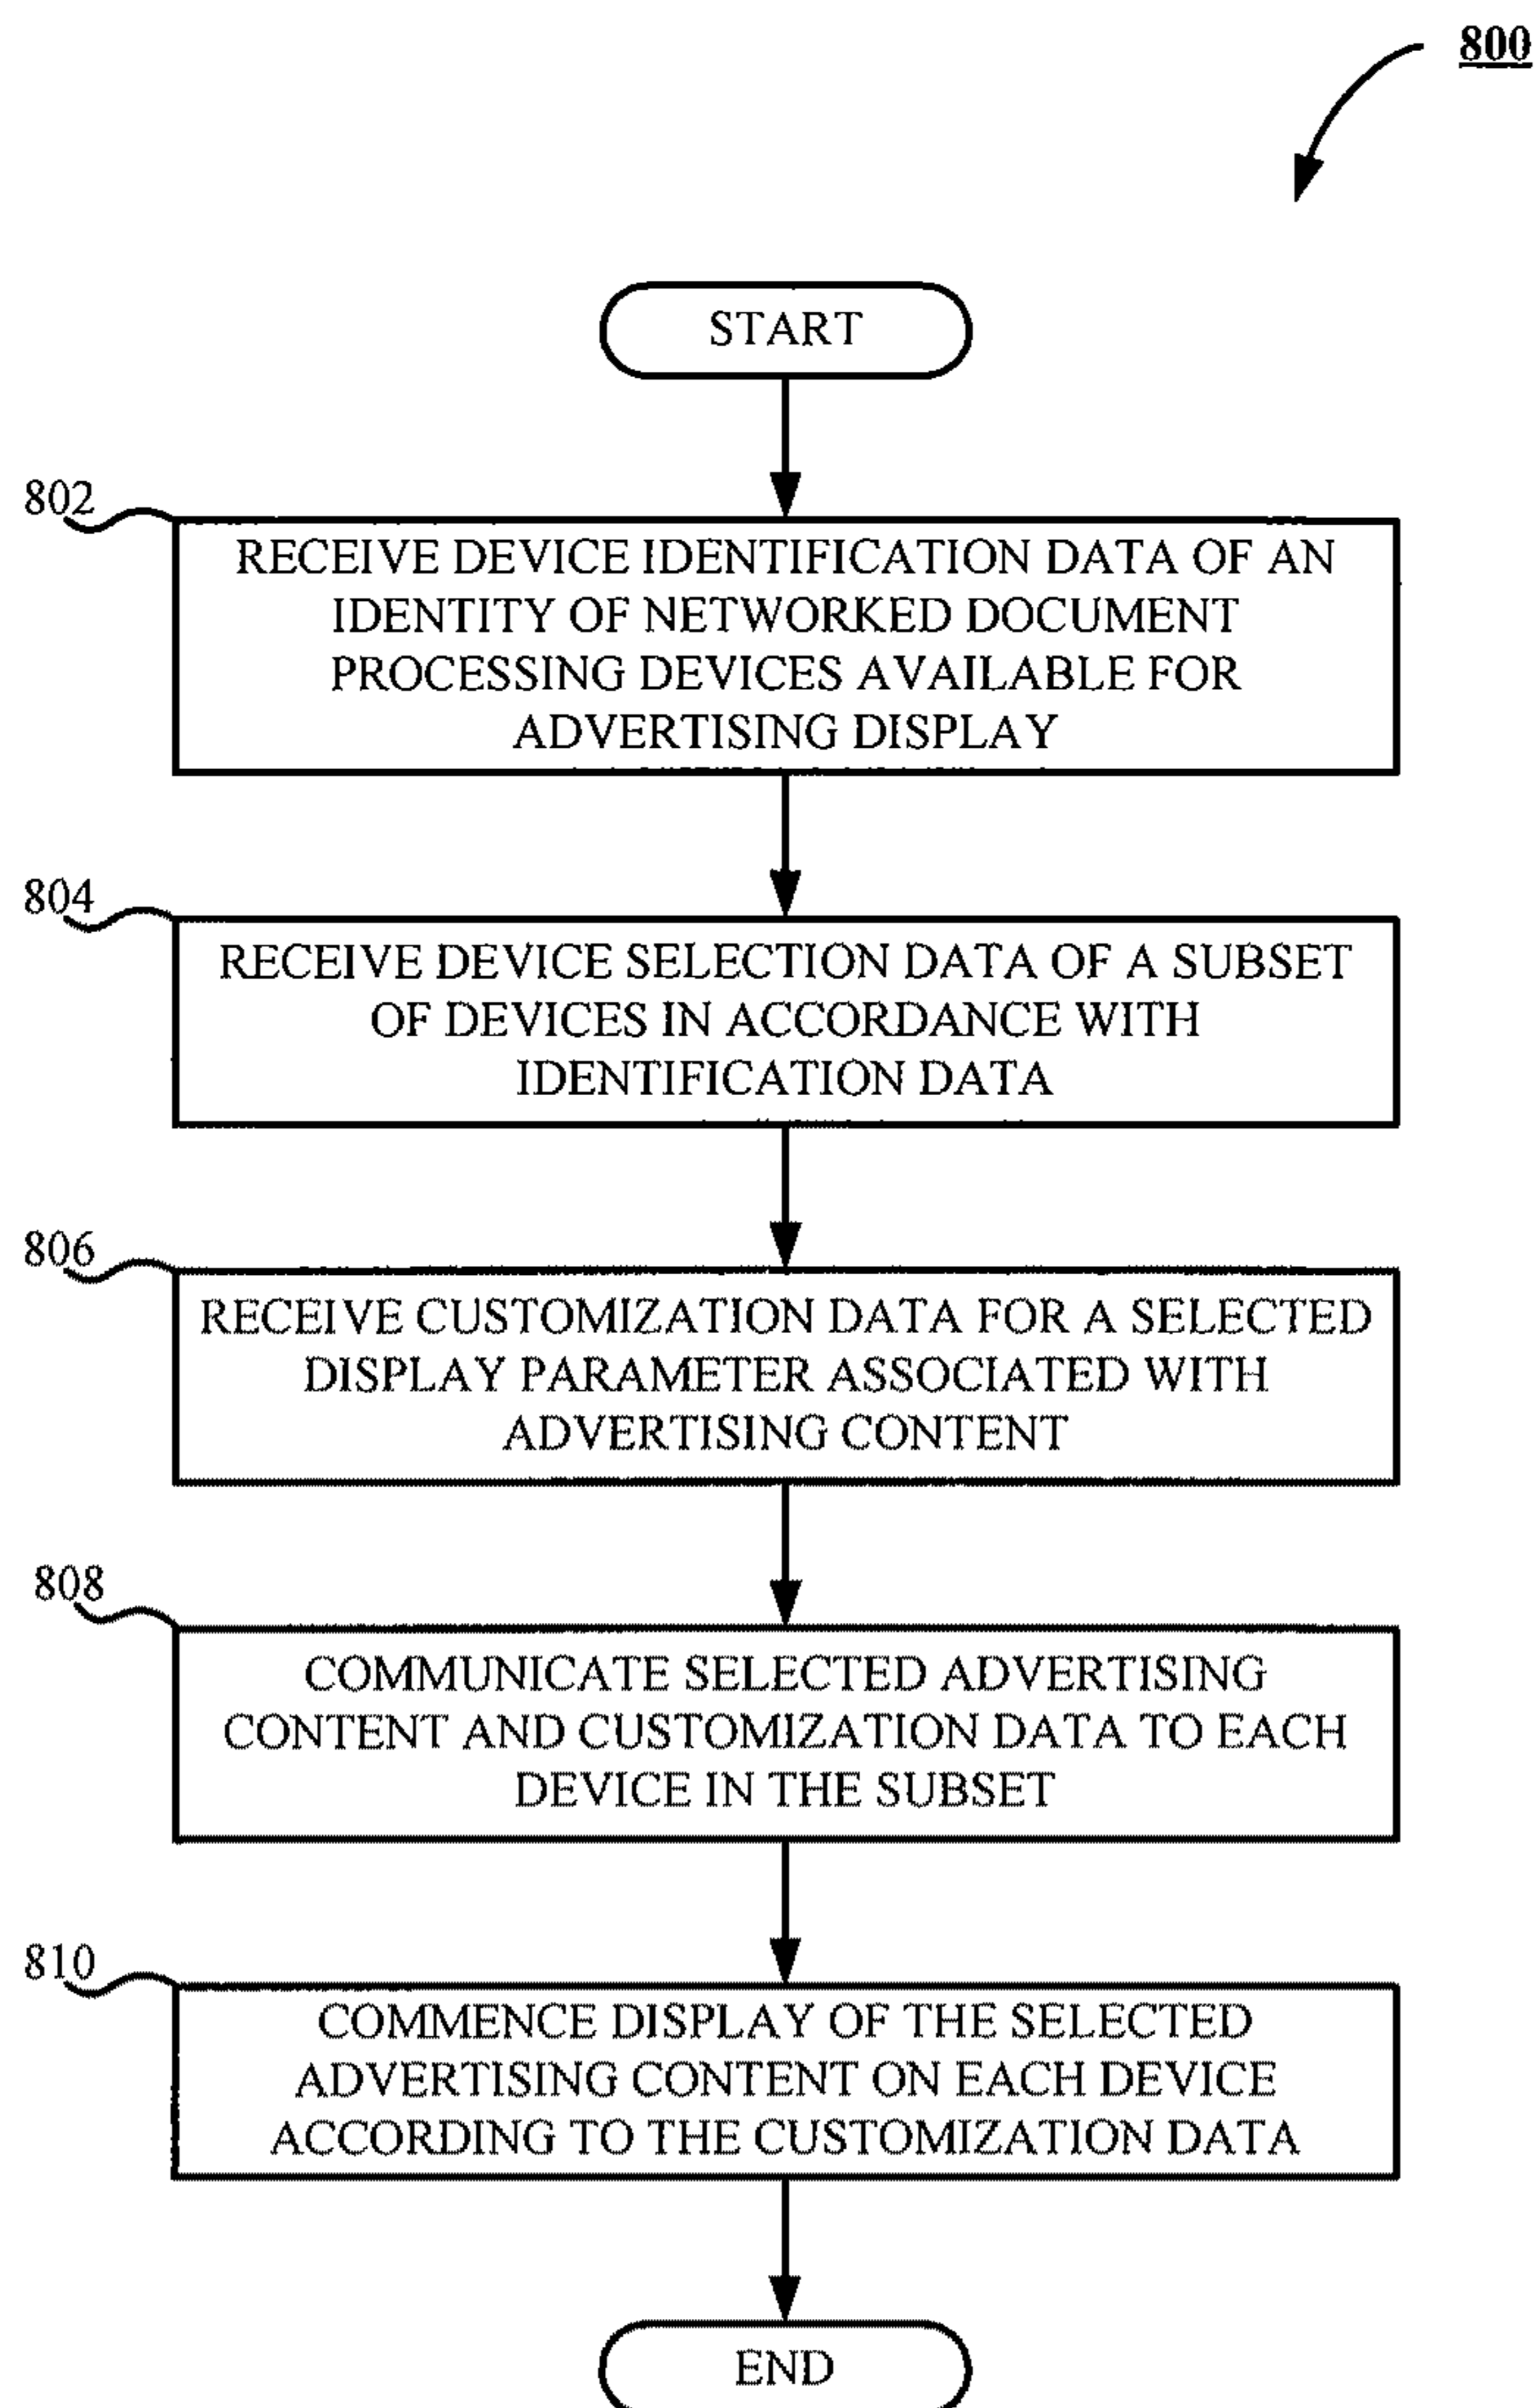 800
START
802
RECEIVE DEVICE IDENTIFICATION DATA OF AN
IDENTITY OF NETWORKED DOCUMENT
PROCESSING DEVICES AVAILABLE FOR
ADVERTISING DISPLAY
804
RECEIVE DEVICE SELECTION DATA OF A SUBSET
OF DEVICES IN ACCORDANCE WITH
IDENTIFICATION DATA
806
RECEIVE CUSTOMIZATION DATA FOR A SELECTED
DISPLAY PARAMETER ASSOCIATED WITH
ADVERTISING CONTENT
808
COMMUNICATE SELECTED ADVERTISING
CONTENT AND CUSTOMIZATION DATA TO EACH
DEVICE IN THE SUBSET
810
COMMENCE DISPLAY OF THE SELECTED
ADVERTISING CONTENT ON EACH DEVICE
ACCORDING TO THE CUSTOMIZATION DATA
END